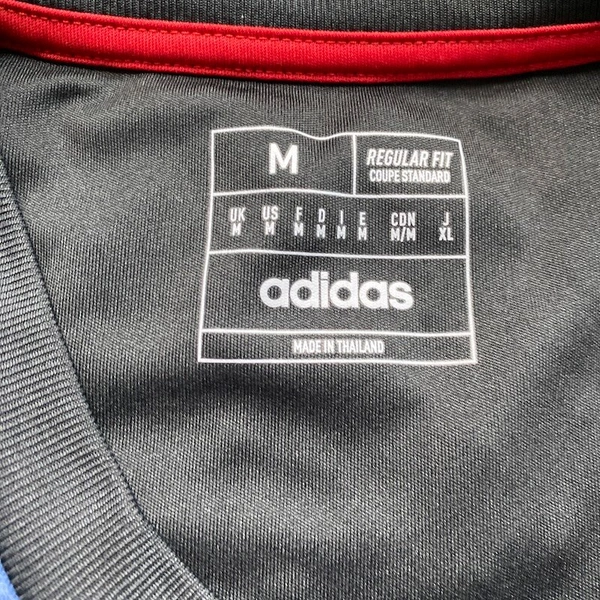 M
REGULAR FIT
COUPE STANDARD
UK US F D I E CDN J
M M M M M M M/M XL
adidas
MADE IN THAILAND